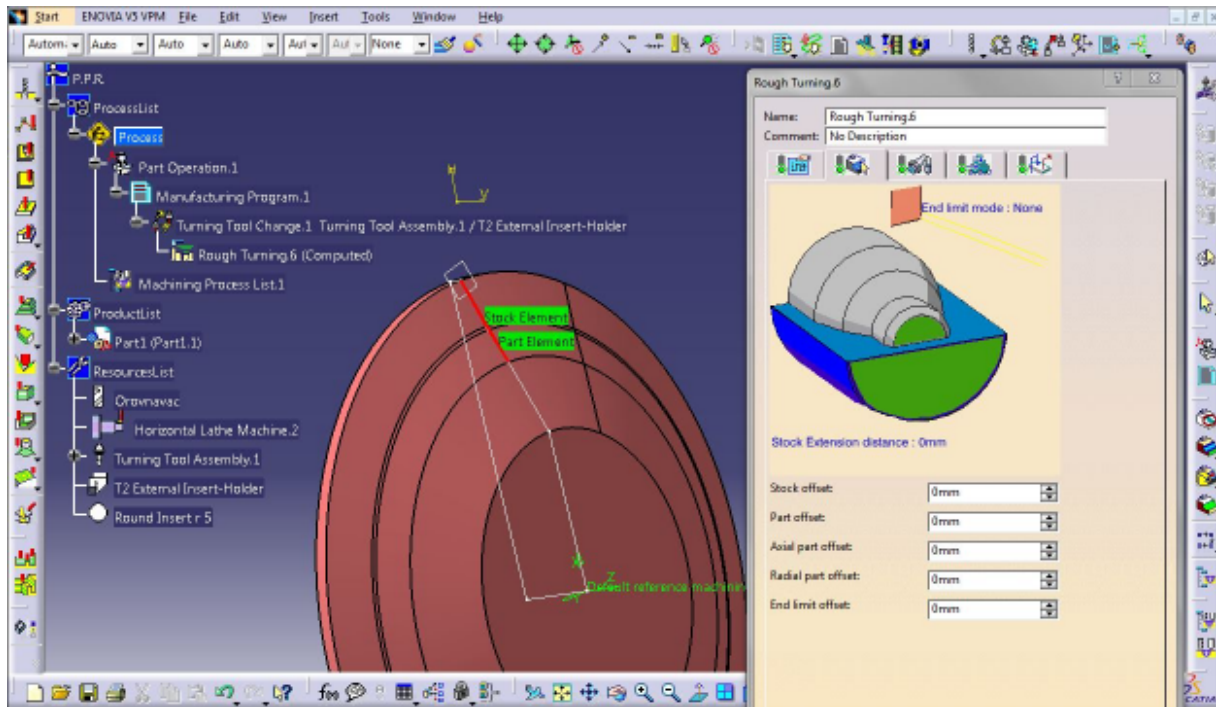 Start ENOVIA V5 VPM File Edit View Insert Tools Window Help
Auto Auto Auto None
P.P.R.
ProcessList
Process
Part Operation.1
Manufacturing Program.1
Turning Tool Change.1 Turning Tool Assembly.1 / T2 External Insert-Holder
Rough Turning.6 (Computed)
Machining Process List.1
ProductList
Part1 (Part1.1)
ResourcesList
Orovnavac
Horizontal Lathe Machine.2
Turning Tool Assembly.1
T2 External Insert-Holder
Round Insert r 5
y
Stock Element
Part Element
Z
Default reference machinin
Rough Turning.6
Name: Rough Turning.6
Comment: No Description
End limit mode : None
Stock Extension distance : 0mm
Stock offset: 0mm
Part offset: 0mm
Axial part offset: 0mm
Radial part offset: 0mm
End limit offset: 0mm
CATIA